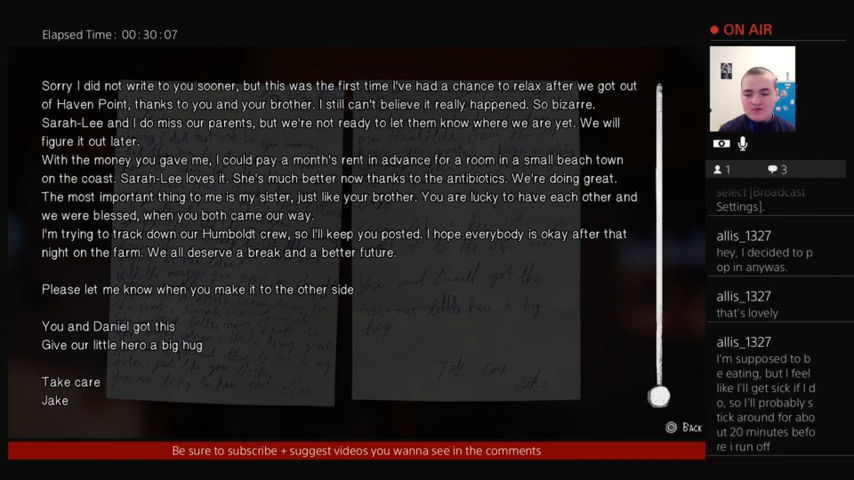 Elapsed Time: 00:30:07
ON AIR
Sorry I did not write to you sooner, but this was the first time I've had a chance to relax after we got out
of Haven Point, thanks to you and your brother. I still can't believe it really happened. So bizarre.
Sarah-Lee and I do miss our parents, but we're not ready to let them know where we are yet. We will
figure it out later.
With the money you gave me, I could pay a month's rent in advance for a room in a small beach town
on the coast. Sarah-Lee loves it. She's much better now thanks to the antibiotics. We're doing great.
The most important thing to me is my sister, just like your brother. You are lucky to have each other and
we were blessed, when you both came our way.
I'm trying to track down our Humboldt crew, so I'll keep you posted. I hope everybody is okay after that
night on the farm. We all deserve a break and a better future.
Please let me know when you make it to the other side
You and Daniel got this
Give our little hero a big hug
Take care
Jake
Back
Be sure to subscribe + suggest videos you wanna see in the comments
1
3
select [Broadcast
Settings].
allis_1327
hey, I decided to p
op in anywas.
allis_1327
that's lovely
allis_1327
I'm supposed to b
e eating, but I feel
like I'll get sick if I d
o, so I'll probably s
tick around for abo
ut 20 minutes befo
re i run off